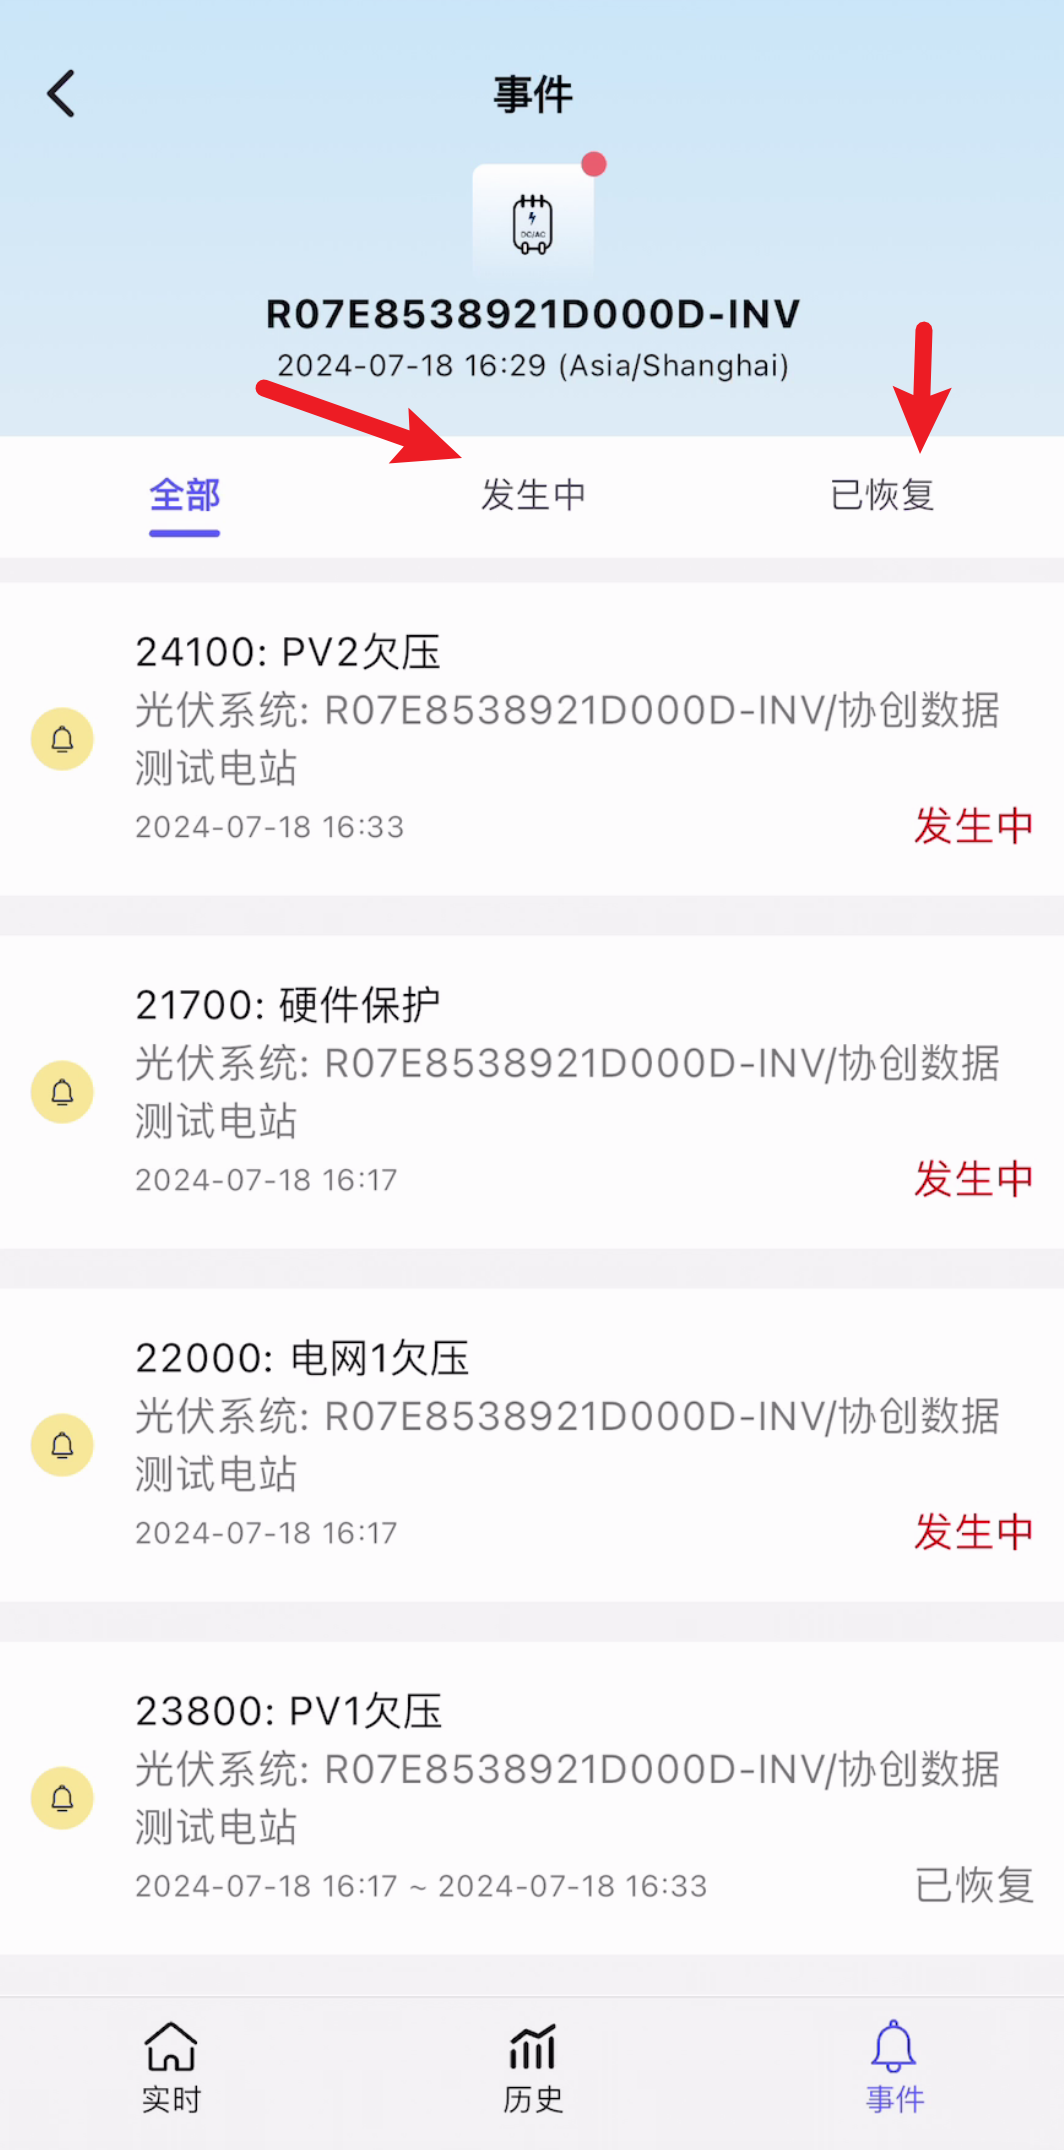 事件
DC/AC
R07E8538921D000D-INV
2024-07-18 16:29 (Asia/Shanghai)
全部
发生中
已恢复
24100: PV2欠压
光伏系统: R07E8538921D000D-INV/协创数据
测试电站
2024-07-18 16:33
发生中
21700: 硬件保护
光伏系统: R07E8538921D000D-INV/协创数据
测试电站
2024-07-18 16:17
发生中
22000: 电网1欠压
光伏系统: R07E8538921D000D-INV/协创数据
测试电站
2024-07-18 16:17
发生中
23800: PV1欠压
光伏系统: R07E8538921D000D-INV/协创数据
测试电站
2024-07-18 16:17 ~ 2024-07-18 16:33
已恢复
实时
历史
事件